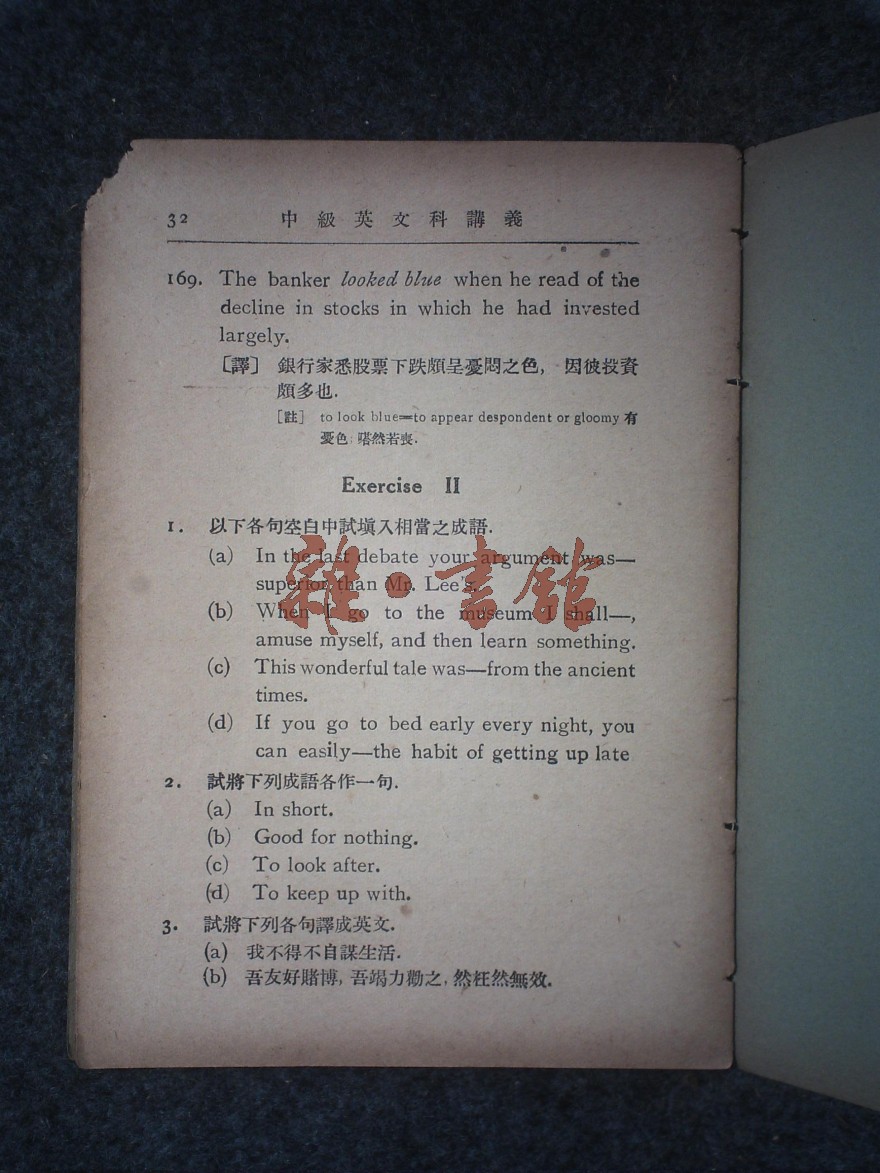 32 中級英文科講義
169. The banker looked blue when he read of the
decline in stocks in which he had invested
largely.
〔譯〕 銀行家悉股票下跌頗呈憂悶之色, 因彼投資
頗多也.
〔註〕 to look blue=to appear despondent or gloomy 有
憂色; 嗒然若喪.
Exercise II
1. 以下各句空白中試塡入相當之成語.
(a) In the last debate your argument was—
superior than Mr. Lee's.
(b) When I go to the museum I shall—,
amuse myself, and then learn something.
(c) This wonderful tale was—from the ancient
times.
(d) If you go to bed early every night, you
can easily—the habit of getting up late
2. 試將下列成語各作一句.
(a) In short.
(b) Good for nothing.
(c) To look after.
(d) To keep up with.
3. 試將下列各句譯成英文.
(a) 我不得不自謀生活.
(b) 吾友好賭博, 吾竭力勸之, 然枉然無效.
雜·書館